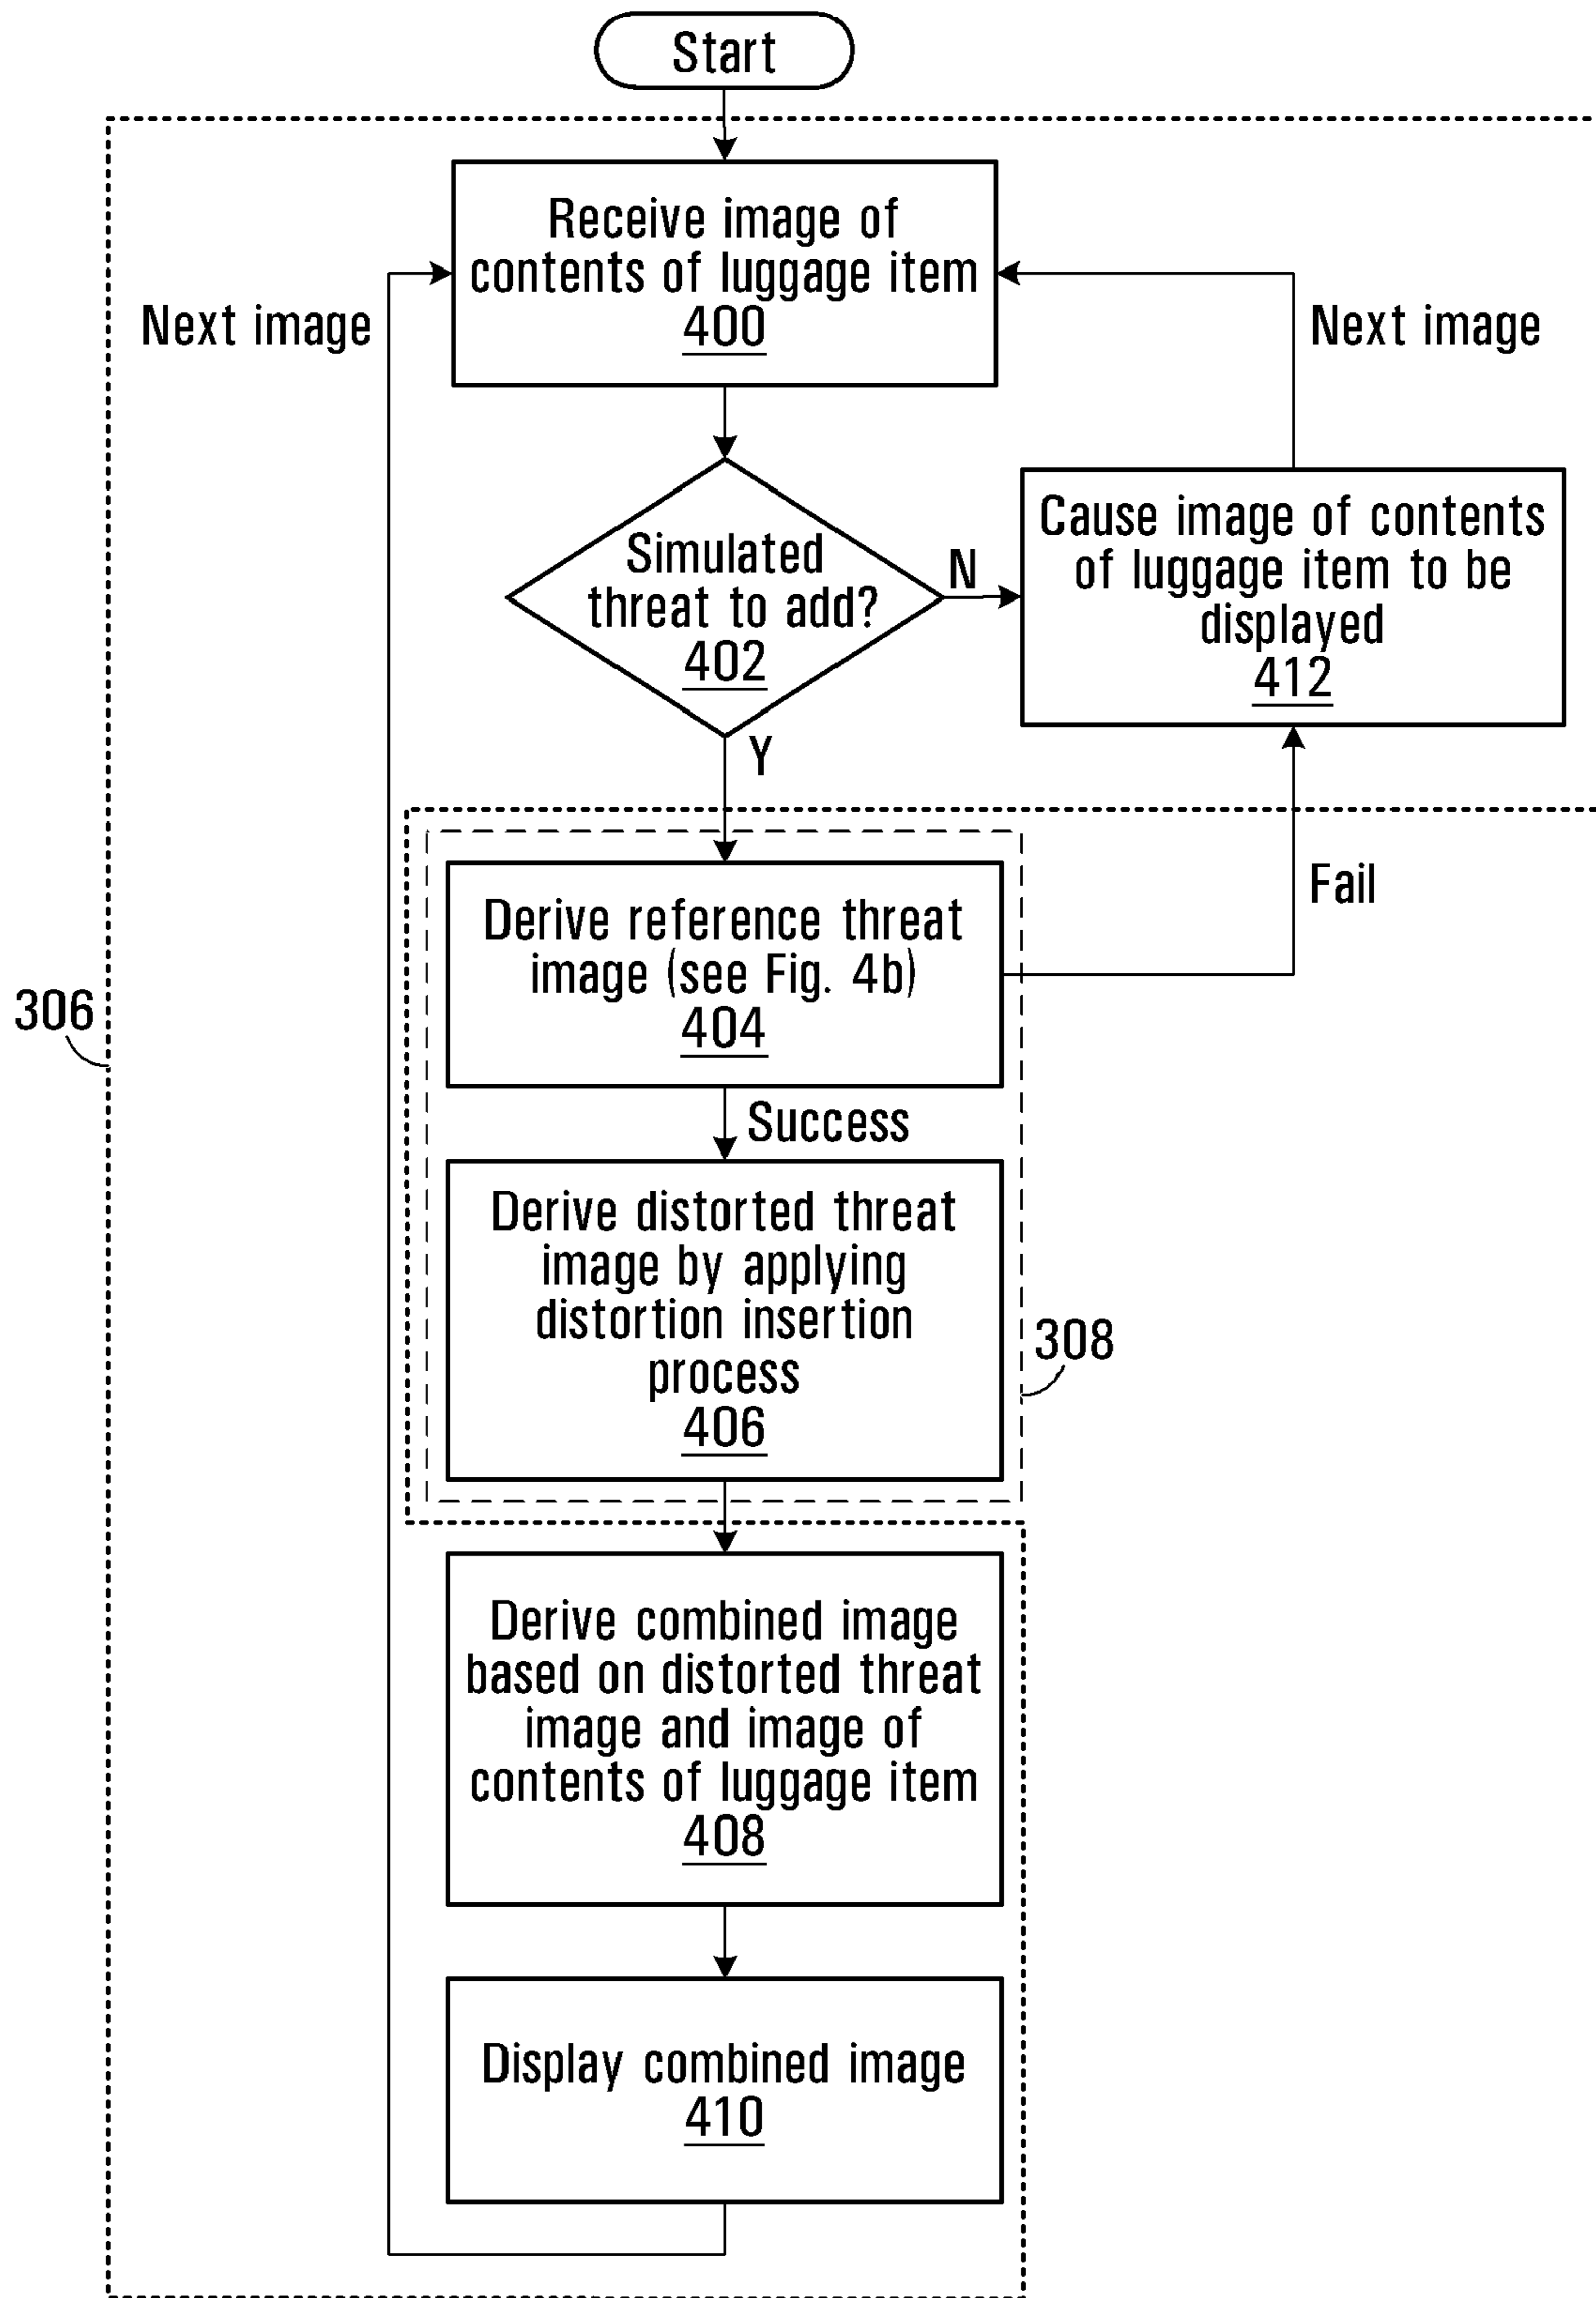 Start
Receive image of
contents of luggage item
400
Next image
Next image
Simulated
threat to add?
402
N
Cause image of contents
of luggage item to be
displayed
412
Y
Derive reference threat
image (see Fig. 4b)
404
Fail
306
Success
Derive distorted threat
image by applying
distortion insertion
process
406
308
Derive combined image
based on distorted threat
image and image of
contents of luggage item
408
Display combined image
410